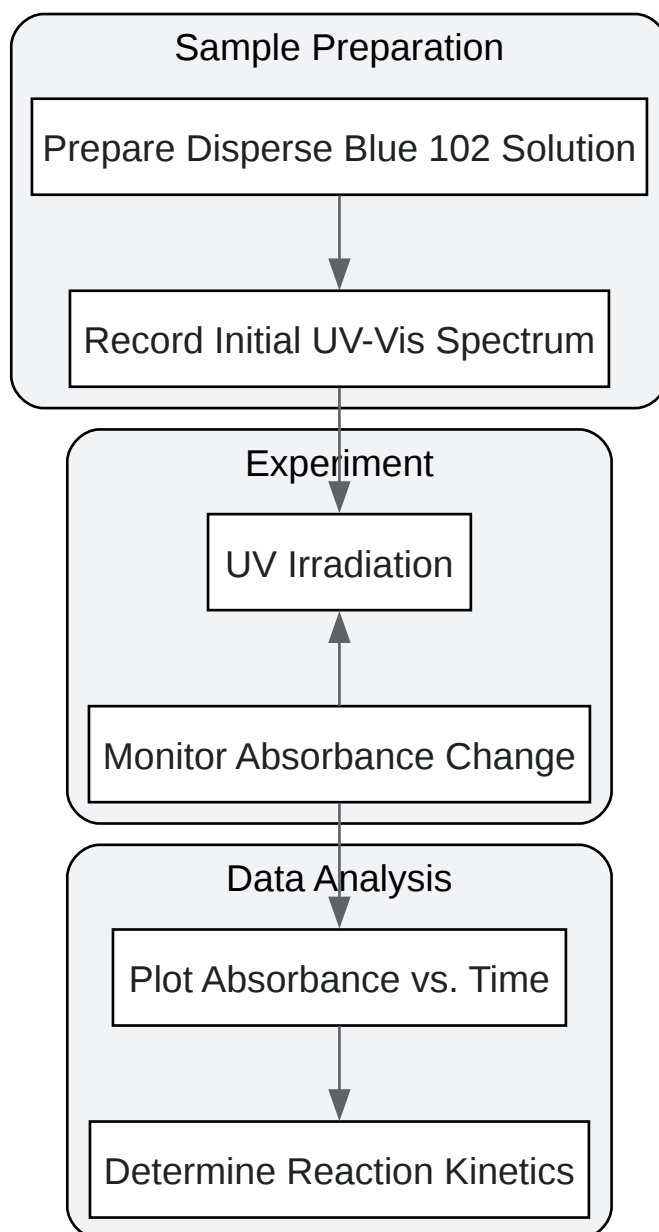 Sample Preparation
Prepare Disperse Blue 102 Solution
Record Initial UV-Vis Spectrum
Experiment
UV Irradiation
Monitor Absorbance Change
Data Analysis
Plot Absorbance vs. Time
Determine Reaction Kinetics